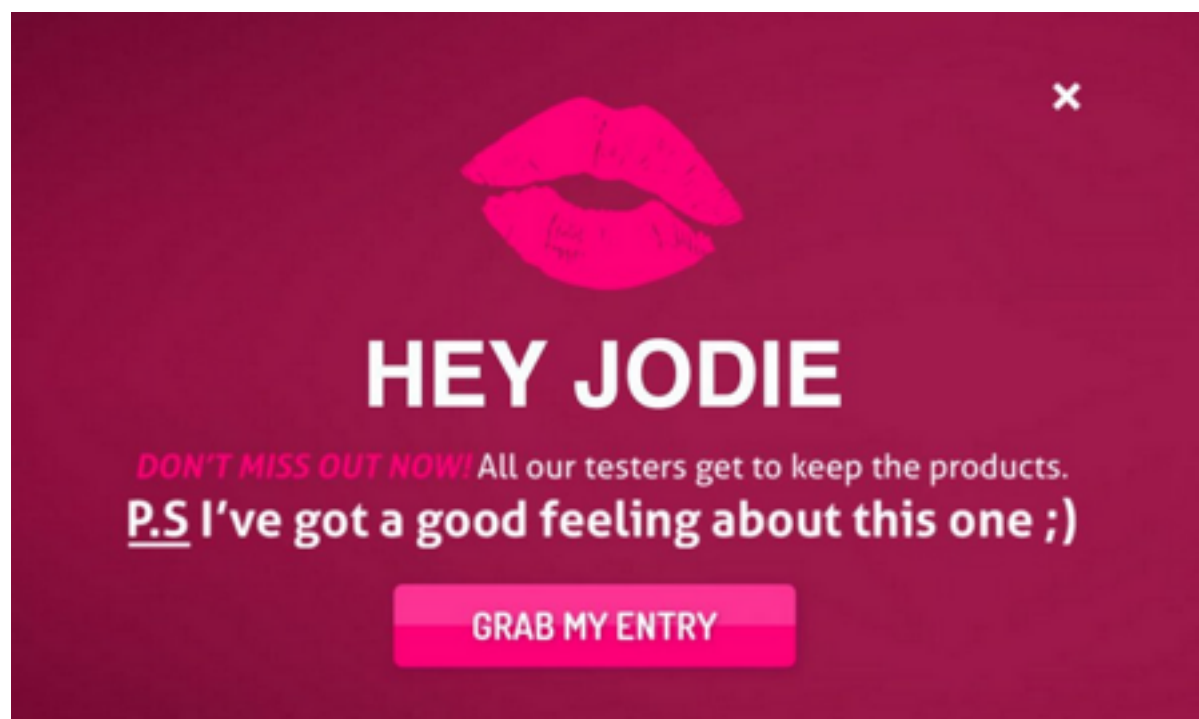 HEY JODIE
DON'T MISS OUT NOW! All our testers get to keep the products.
P.S I've got a good feeling about this one ;)
GRAB MY ENTRY